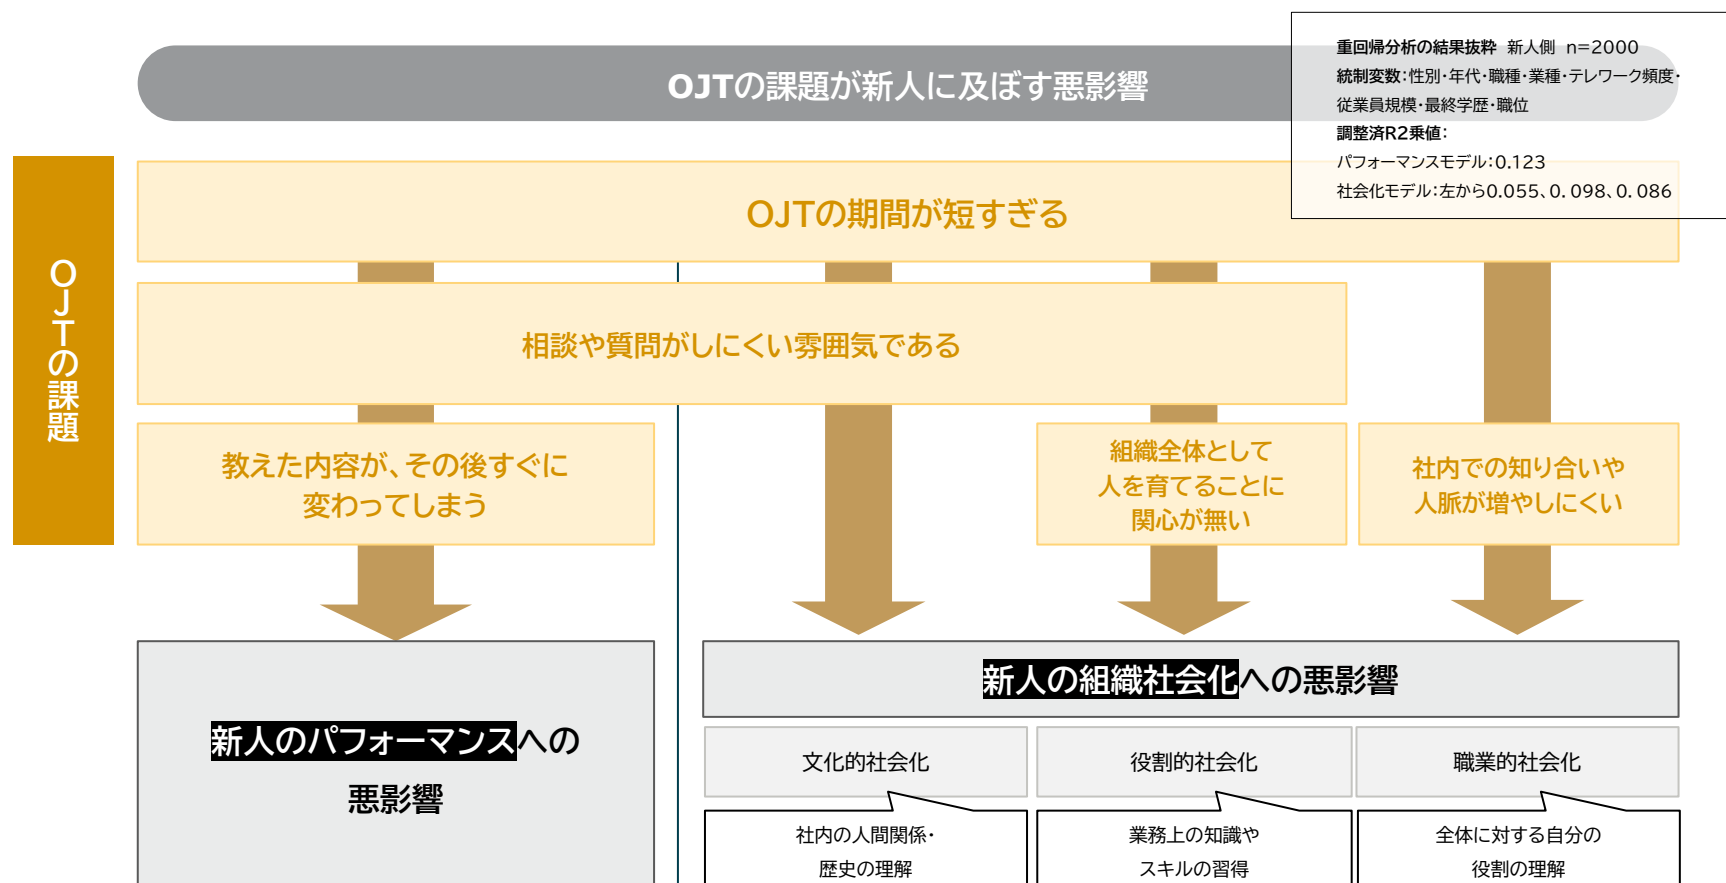 重回帰分析の結果抜粋 新人側 n=2000
統制変数:性別・年代・職種・業種・テレワーク頻度・
従業員規模・最終学歴・職位
調整済R2乗値:
パフォーマンスモデル:0.123
社会化モデル:左から0.055、0.098、0.086
OJTの課題が新人に及ぼす悪影響
OJTの課題
OJTの期間が短すぎる
相談や質問がしにくい雰囲気である
教えた内容が、その後すぐに
変わってしまう
組織全体として
人を育てることに
関心が無い
社内での知り合いや
人脈が増やしにくい
新人のパフォーマンスへの
悪影響
新人の組織社会化への悪影響
文化的社会化
役割的社会化
職業的社会化
社内の人間関係・
歴史の理解
業務上の知識や
スキルの習得
全体に対する自分の
役割の理解